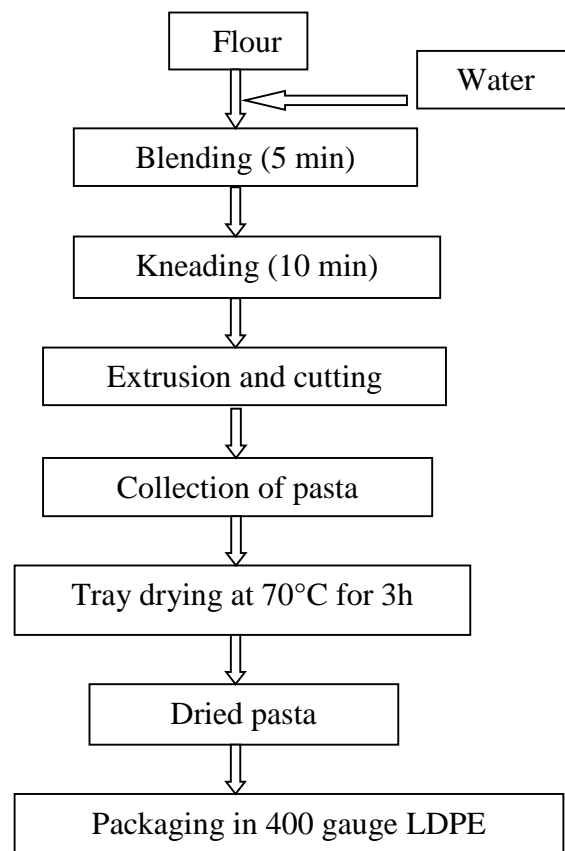 Flour
Water
Blending (5 min)
Kneading (10 min)
Extrusion and cutting
Collection of pasta
Tray drying at 70°C for 3h
Dried pasta
Packaging in 400 gauge LDPE